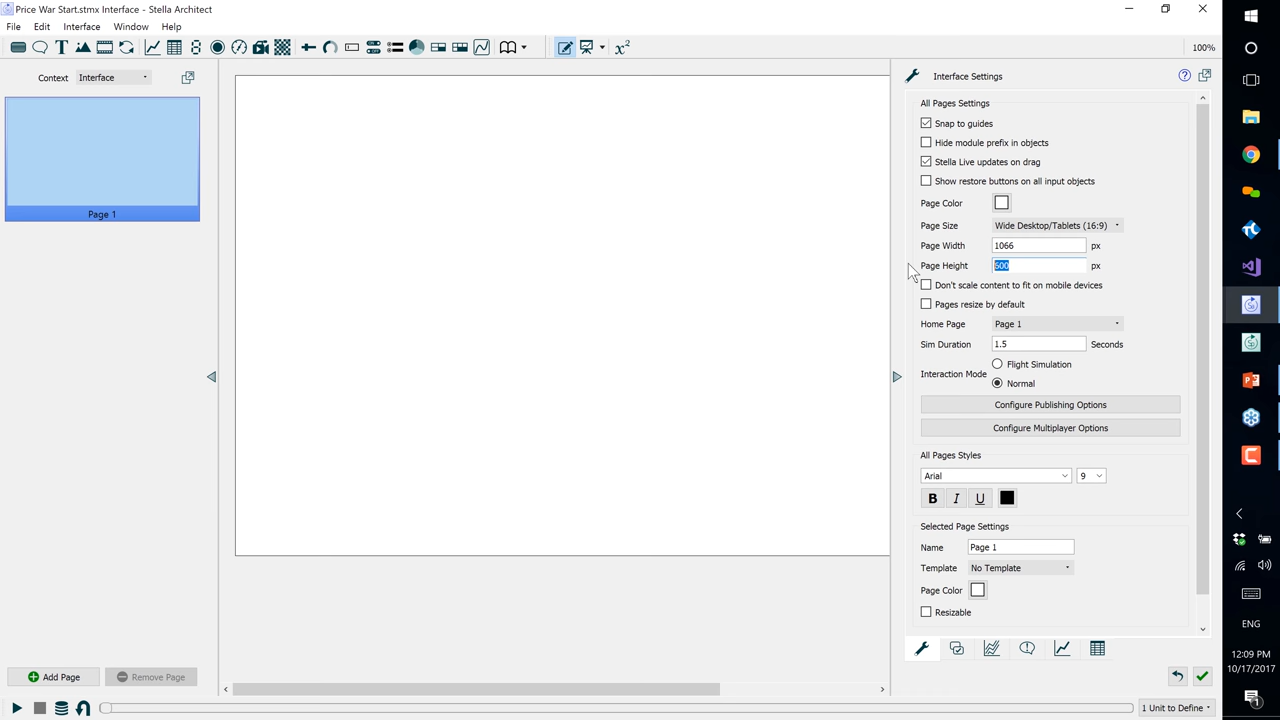 Price War Start.stmx Interface - Stella Architect
File Edit Interface Window Help
T
x²
100%
Context Interface
Page 1
Add Page
Remove Page
Interface Settings
All Pages Settings
Snap to guides
Hide module prefix in objects
Stella Live updates on drag
Show restore buttons on all input objects
Page Color
Page Size Wide Desktop/Tablets (16:9)
Page Width 1066 px
Page Height 600 px
Don't scale content to fit on mobile devices
Pages resize by default
Home Page Page 1
Sim Duration 1.5 Seconds
Interaction Mode Flight Simulation
Normal
Configure Publishing Options
Configure Multiplayer Options
All Pages Styles
Arial 9
B I U
Selected Page Settings
Name Page 1
Template No Template
Page Color
Resizable
1 Unit to Define
ENG
12:09 PM
10/17/2017
1